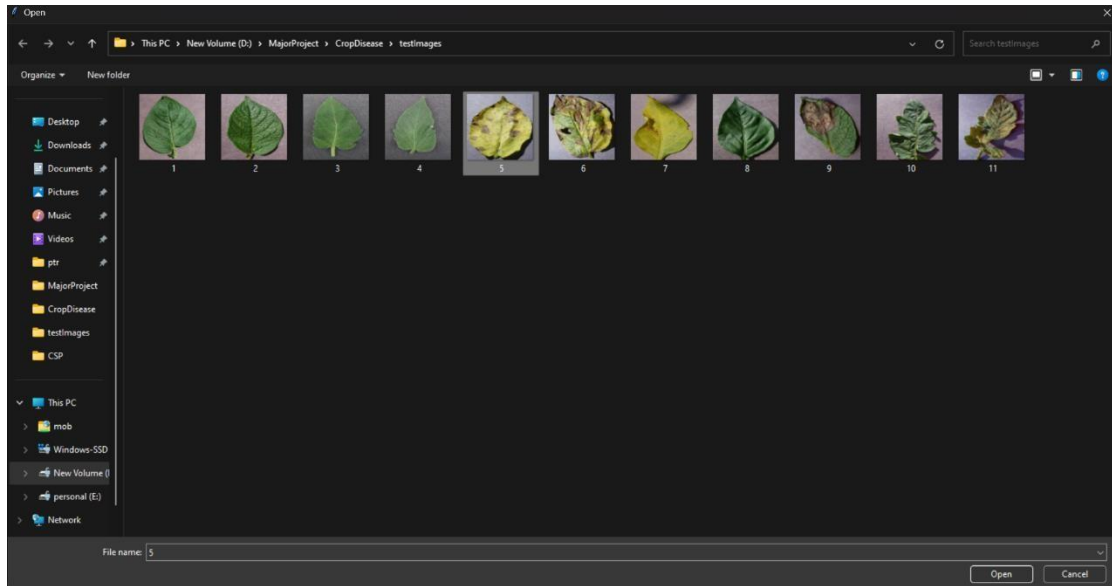 Open
This PC > New Volume (D:) > MajorProject > CropDisease > testImages
Search testImages
Organize New folder
Desktop
Downloads
Documents
Pictures
Music
Videos
ptr
MajorProject
CropDisease
testImages
CSP
This PC
mob
Windows-SSD
New Volume (
personal (E:)
Network
1 2 3 4 5 6 7 8 9 10 11
File name: 5
Open Cancel